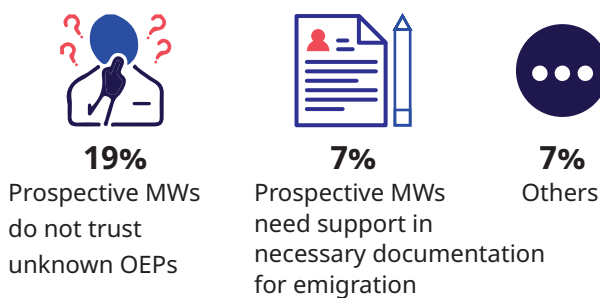 19%
Prospective MWs
do not trust
unknown OEPs
7%
Prospective MWs
need support in
necessary documentation
for emigration
7%
Others